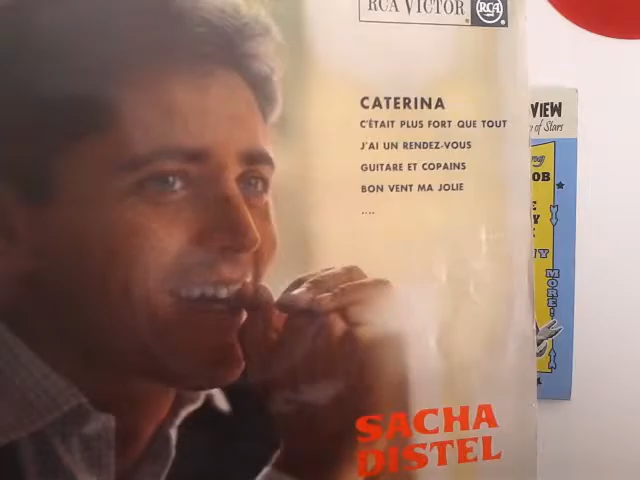 RCA VICTOR
RCA
CATERINA
C'ÉTAIT PLUS FORT QUE TOUT
J'AI UN RENDEZ-VOUS
GUITARE ET COPAINS
BON VENT MA JOLIE
....
SACHA
DISTEL
VIEW
of Stars
OB
MORE!